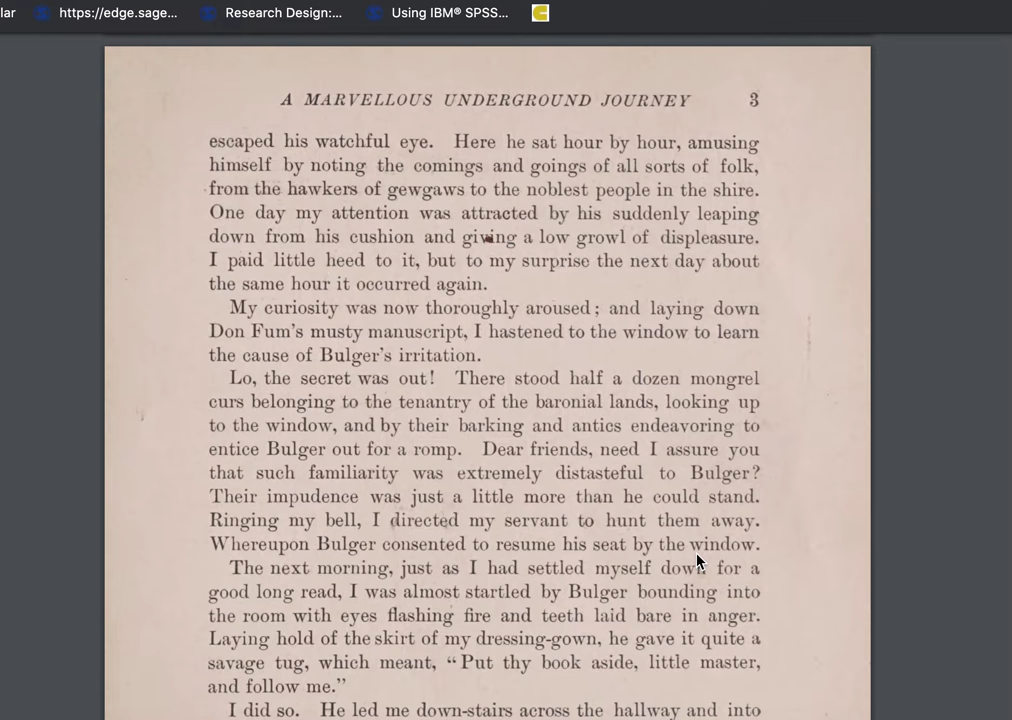 lar
https://edge.sage...
Research Design:...
Using IBM® SPSS...
A MARVELLOUS UNDERGROUND JOURNEY 3
escaped his watchful eye. Here he sat hour by hour, amusing
himself by noting the comings and goings of all sorts of folk,
from the hawkers of gewgaws to the noblest people in the shire.
One day my attention was attracted by his suddenly leaping
down from his cushion and giving a low growl of displeasure.
I paid little heed to it, but to my surprise the next day about
the same hour it occurred again.
My curiosity was now thoroughly aroused; and laying down
Don Fum's musty manuscript, I hastened to the window to learn
the cause of Bulger's irritation.
Lo, the secret was out! There stood half a dozen mongrel
curs belonging to the tenantry of the baronial lands, looking up
to the window, and by their barking and antics endeavoring to
entice Bulger out for a romp. Dear friends, need I assure you
that such familiarity was extremely distasteful to Bulger?
Their impudence was just a little more than he could stand.
Ringing my bell, I directed my servant to hunt them away.
Whereupon Bulger consented to resume his seat by the window.
The next morning, just as I had settled myself down for a
good long read, I was almost startled by Bulger bounding into
the room with eyes flashing fire and teeth laid bare in anger.
Laying hold of the skirt of my dressing-gown, he gave it quite a
savage tug, which meant, “Put thy book aside, little master,
and follow me.”
I did so. He led me down-stairs across the hallway and into